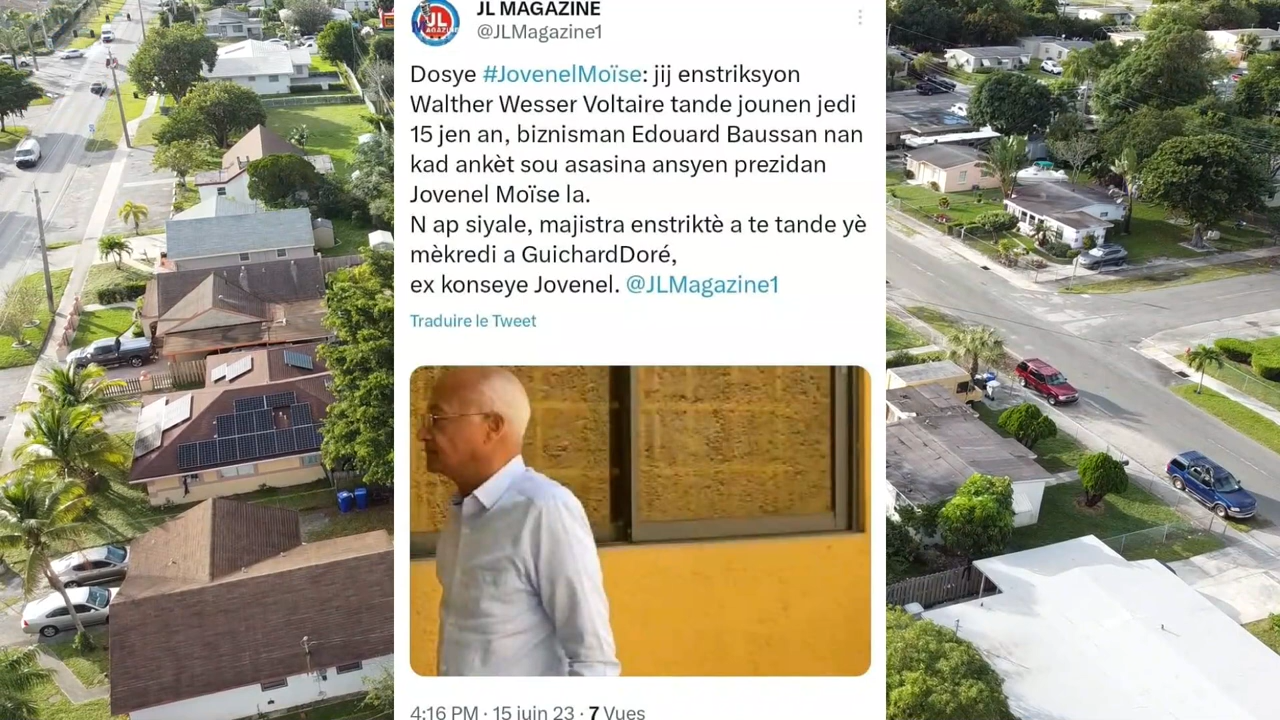 JL MAGAZINE
@JLMagazine1
JL
MAGAZINE
Dosye #JovenelMoïse: jij enstriksyon
Walther Wesser Voltaire tande jounen jedi
15 jen an, biznisman Edouard Baussan nan
kad ankèt sou asasina ansyen prezidan
Jovenel Moïse la.
N ap siyale, majistra enstriktè a te tande yè
mèkredi a GuichardDoré,
ex konseye Jovenel. @JLMagazine1
Traduire le Tweet
4:16 PM · 15 juin 23 · 7 Vues